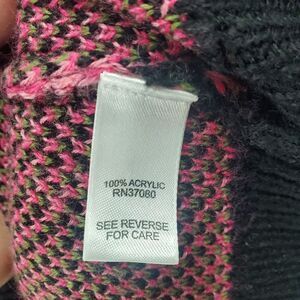 100% ACRYLIC
RN37080
SEE REVERSE
FOR CARE